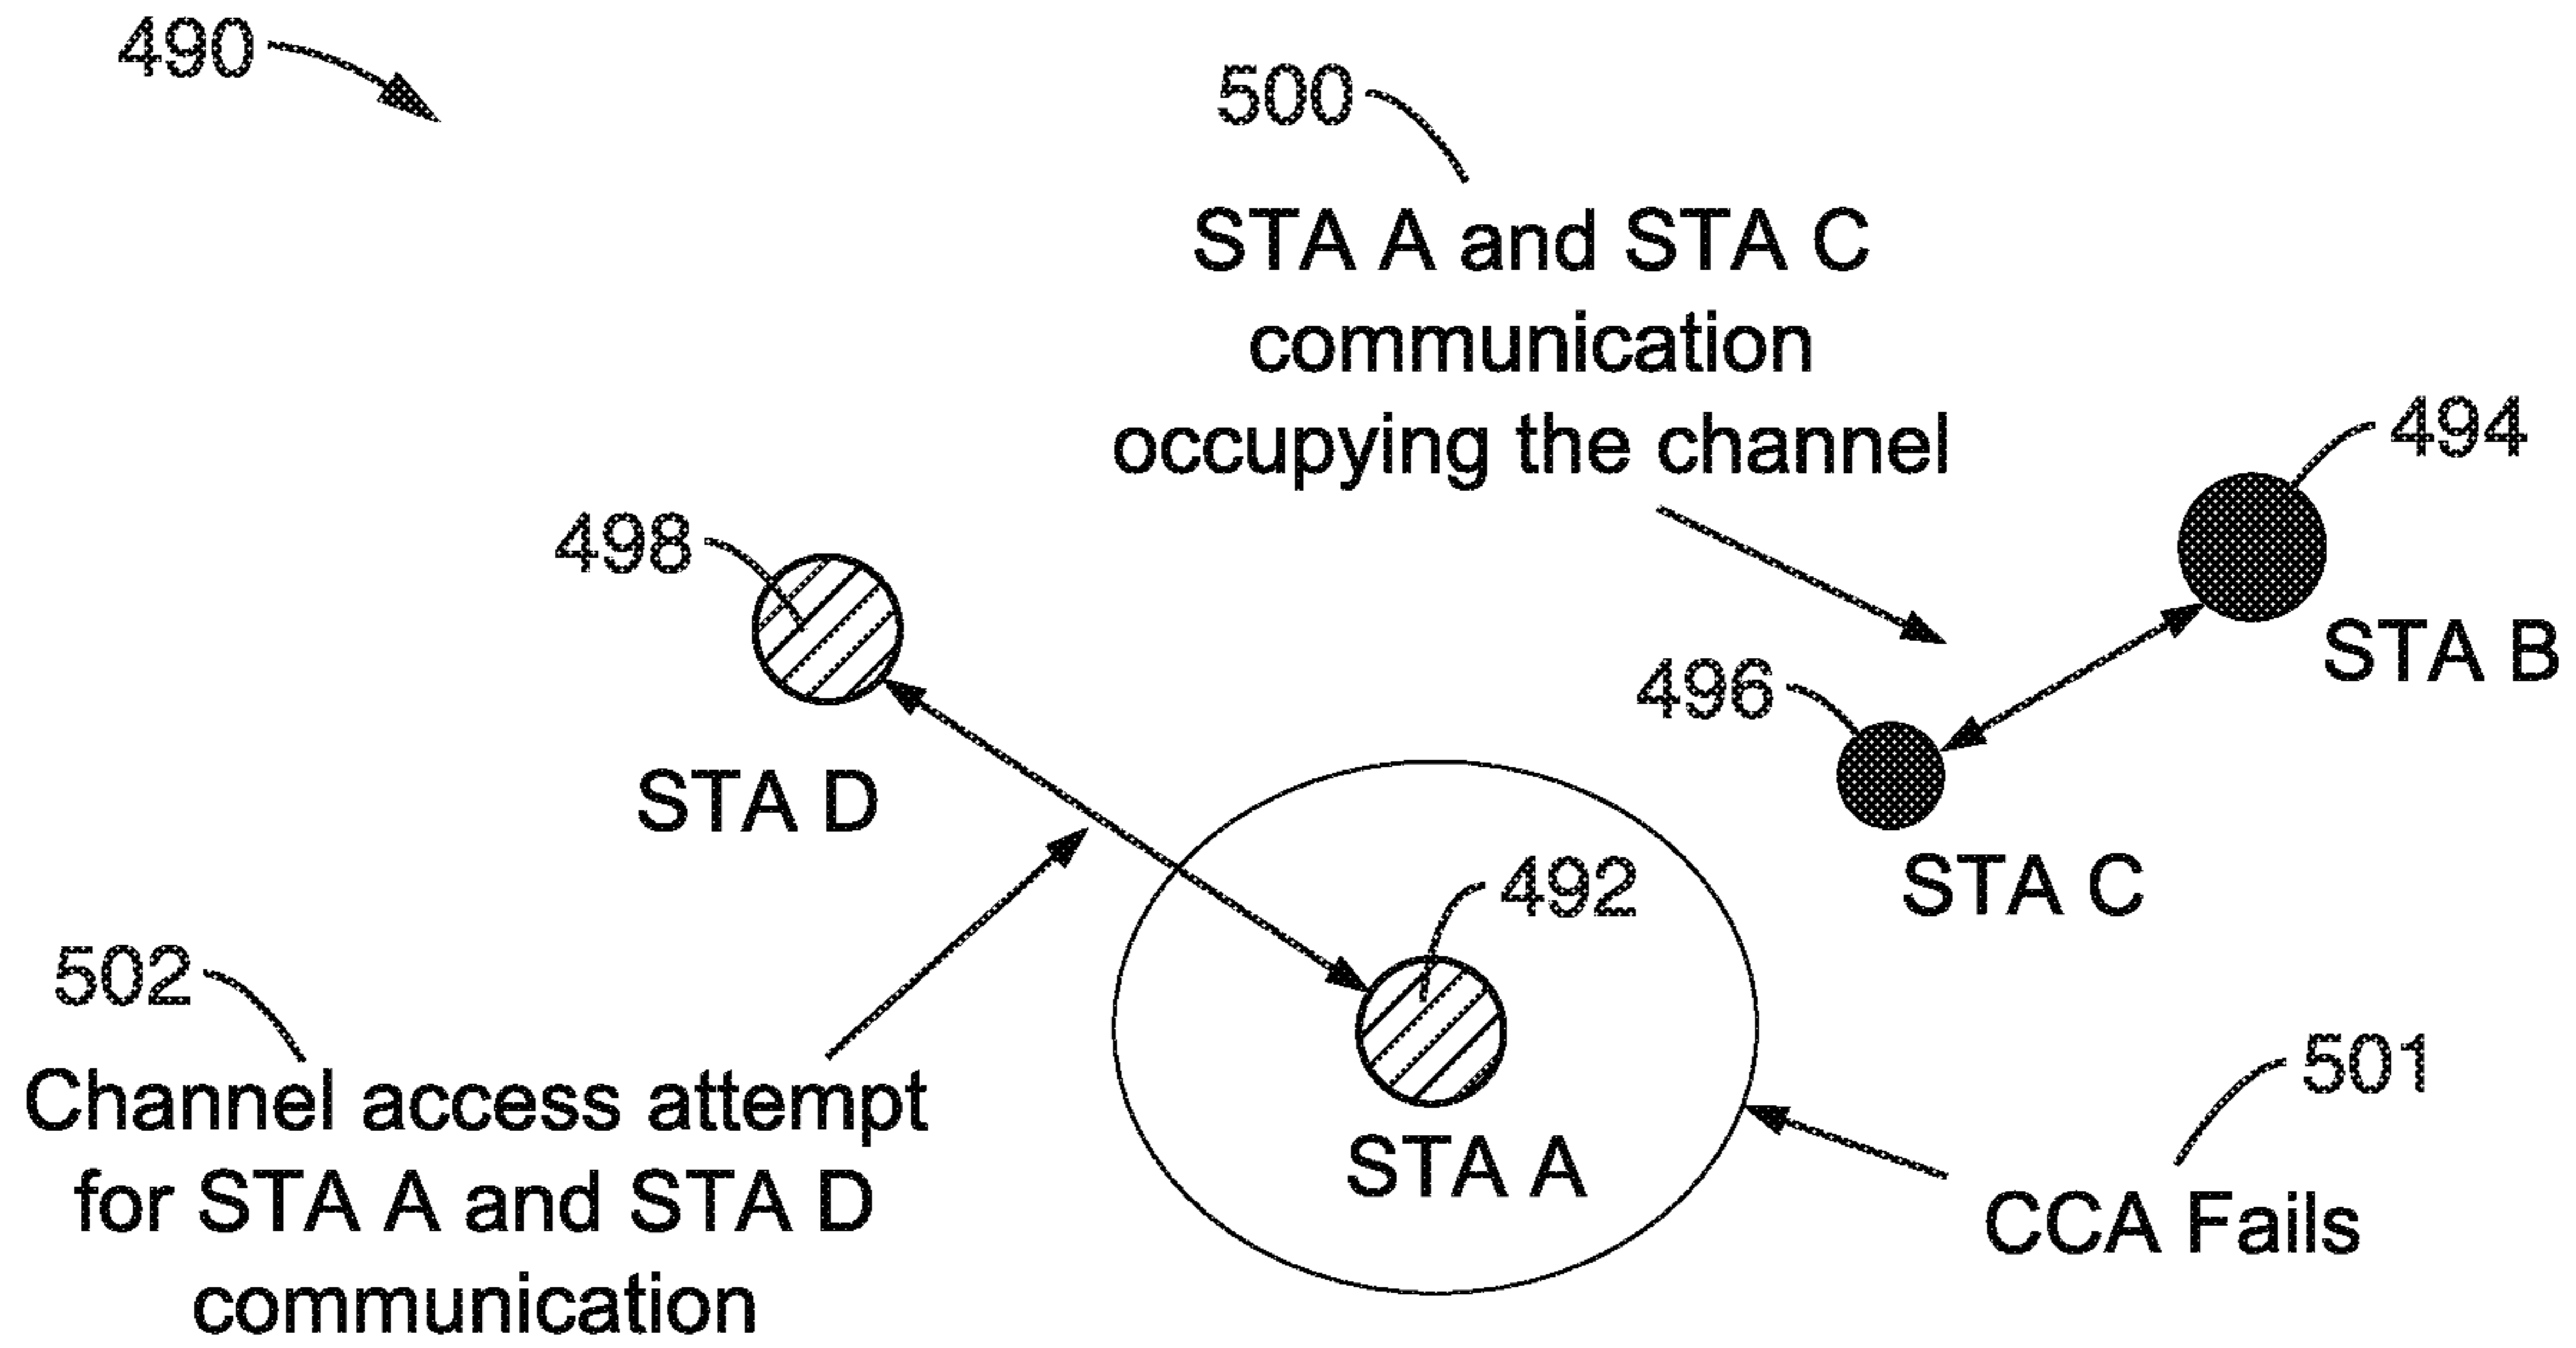 490
500
STA A and STA C
communication
occupying the channel
494
498
STA B
496
STA D
STA C
492
502
501
Channel access attempt
for STA A and STA D
communication
STA A
CCA Fails